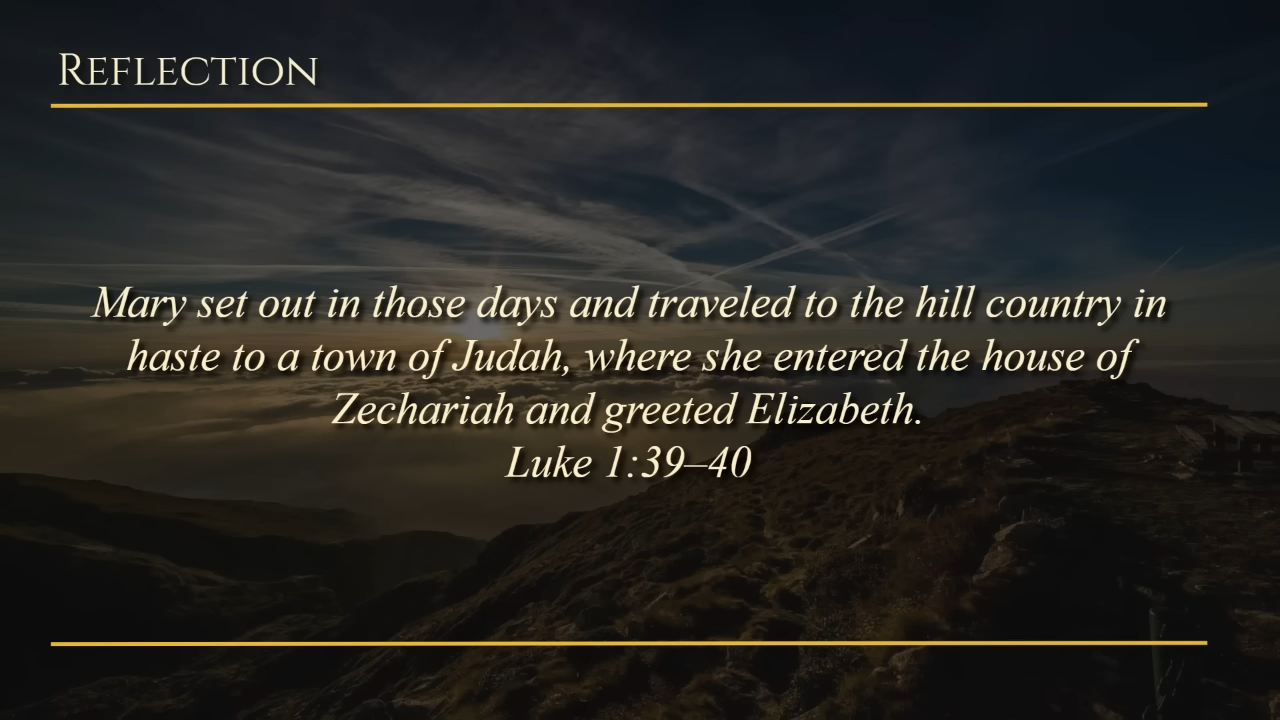 Reflection
Mary set out in those days and traveled to the hill country in
haste to a town of Judah, where she entered the house of
Zechariah and greeted Elizabeth.
Luke 1:39–40